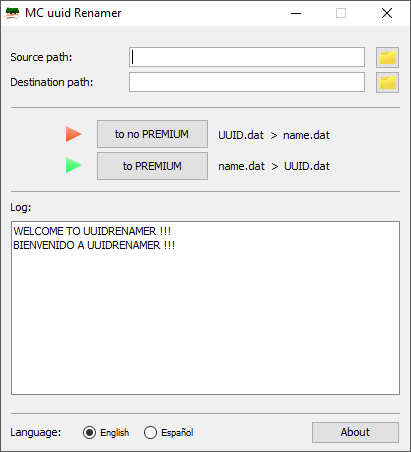 MC uuid Renamer
Source path:
Destination path:
to no PREMIUM UUID.dat > name.dat
to PREMIUM name.dat > UUID.dat
Log:
WELCOME TO UUIDRENAMER !!!
BIENVENIDO A UUIDRENAMER !!!
Language: English Español About